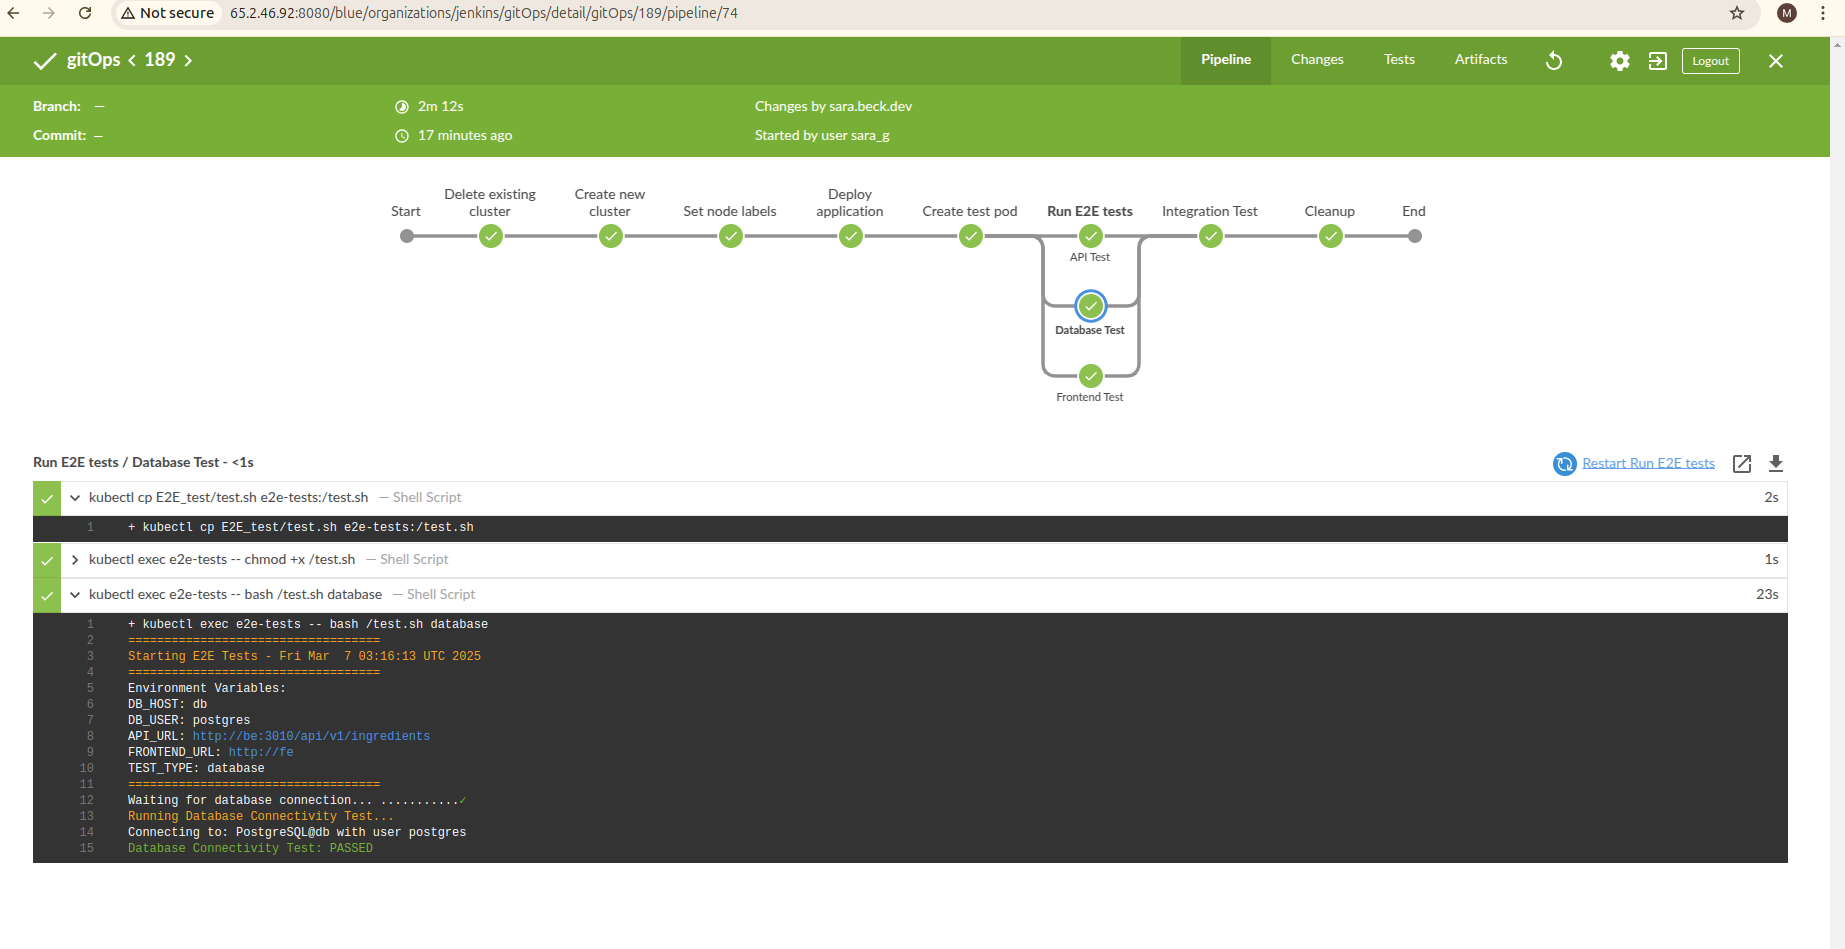 Not secure 65.2.46.92:8080/blue/organizations/jenkins/gitOps/detail/gitOps/189/pipeline/74
M
gitOps < 189 >
Pipeline Changes Tests Artifacts Logout
Branch: —
2m 12s
Changes by sara.beck.dev
Commit: —
17 minutes ago
Started by user sara_g
Start
Delete existing
cluster
Create new
cluster
Set node labels
Deploy
application
Create test pod
Run E2E tests
Integration Test
Cleanup
End
API Test
Database Test
Frontend Test
Run E2E tests / Database Test - <1s
Restart Run E2E tests
kubectl cp E2E_test/test.sh e2e-tests:/test.sh — Shell Script 2s
1 + kubectl cp E2E_test/test.sh e2e-tests:/test.sh
kubectl exec e2e-tests -- chmod +x /test.sh — Shell Script 1s
kubectl exec e2e-tests -- bash /test.sh database — Shell Script 23s
1 + kubectl exec e2e-tests -- bash /test.sh database
2 ===================================
3 Starting E2E Tests - Fri Mar  7 03:16:13 UTC 2025
4 ===================================
5 Environment Variables:
6 DB_HOST: db
7 DB_USER: postgres
8 API_URL: http://be:3010/api/v1/ingredients
9 FRONTEND_URL: http://fe
10 TEST_TYPE: database
11 ===================================
12 Waiting for database connection... ...........✓
13 Running Database Connectivity Test...
14 Connecting to: PostgreSQL@db with user postgres
15 Database Connectivity Test: PASSED